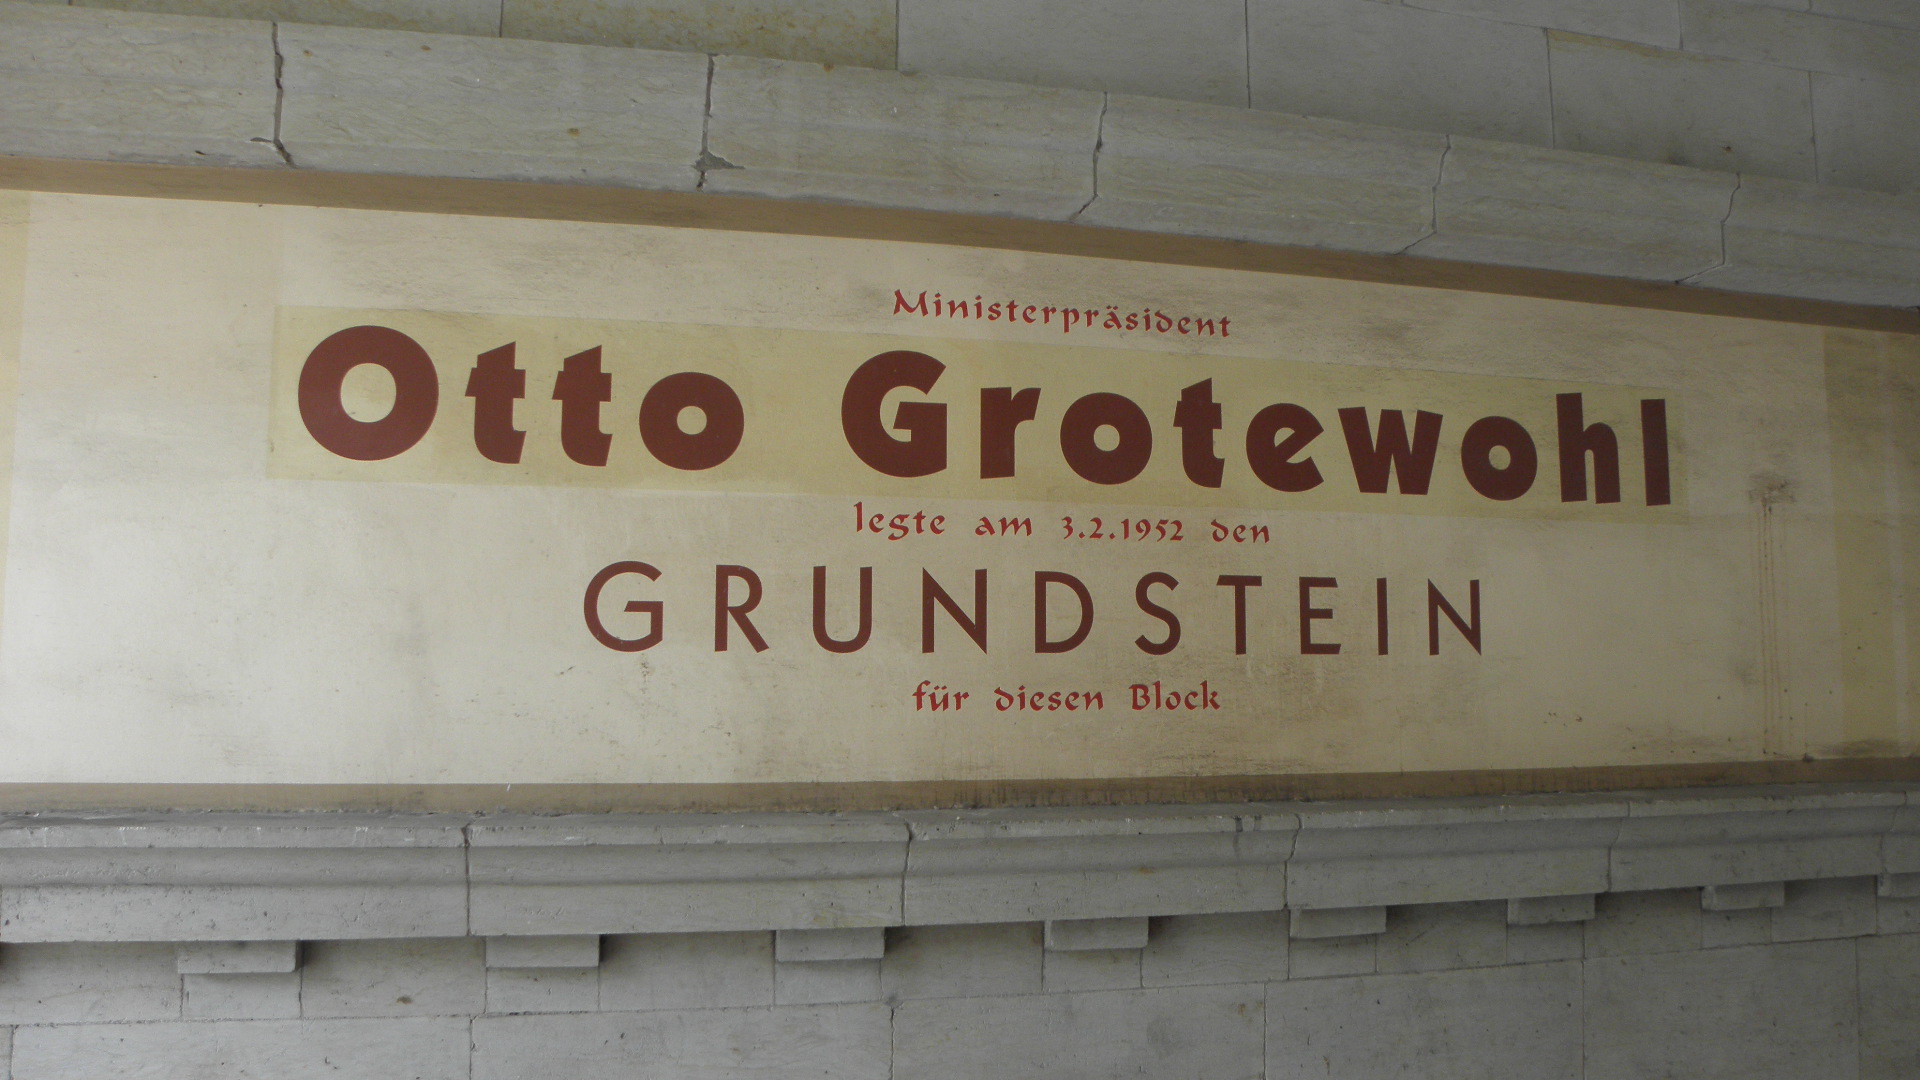 Ministerpräsident
Otto Grotewohl
legte am 3.2.1952 den
GRUNDSTEIN
für diesen Block